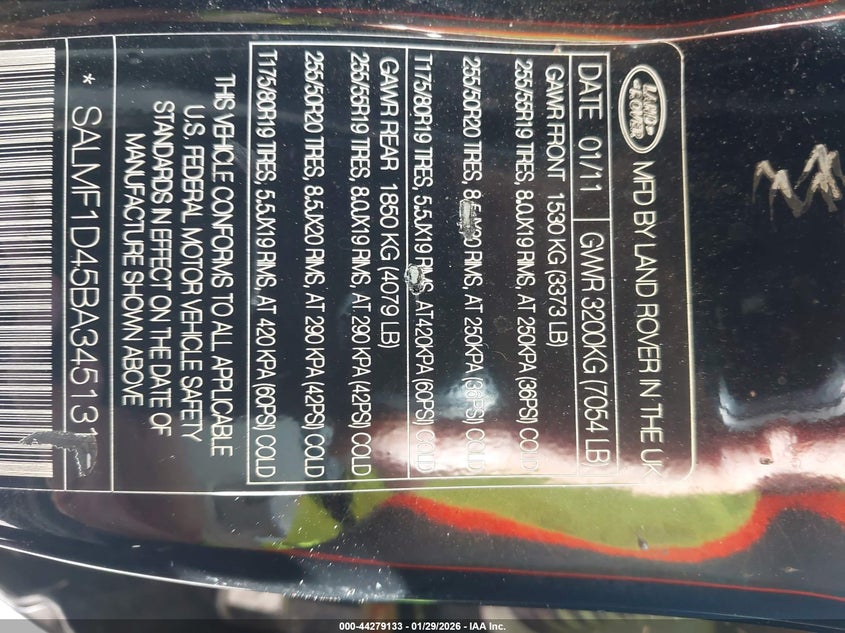 LAND ROVER
MFD BY LAND ROVER IN THE UK
DATE 01/11 GVWR 3200KG (7054 LB)
GAWR FRONT 1530 KG (3373 LB)
255/55R19 TIRES, 8.0JX19 RIMS, AT 250KPA (36PSI) COLD
255/50R20 TIRES, 8.5JX20 RIMS, AT 250KPA (36PSI) COLD
T175/80R19 TIRES, 5.5JX19 RIMS, AT420KPA (60PSI) COLD
GAWR REAR 1850 KG (4079 LB)
255/55R19 TIRES, 8.0JX19 RIMS, AT 290 KPA (42PSI) COLD
255/50R20 TIRES, 8.5JX20 RIMS, AT 290 KPA (42PSI) COLD
T175/80R19 TIRES, 5.5JX19 RIMS, AT 420 KPA (60PSI) COLD
THIS VEHICLE CONFORMS TO ALL APPLICABLE
U.S. FEDERAL MOTOR VEHICLE SAFETY
STANDARDS IN EFFECT ON THE DATE OF
MANUFACTURE SHOWN ABOVE
* SALMF1D45BA345131
000-44279133 - 01/29/2026 - IAA Inc.